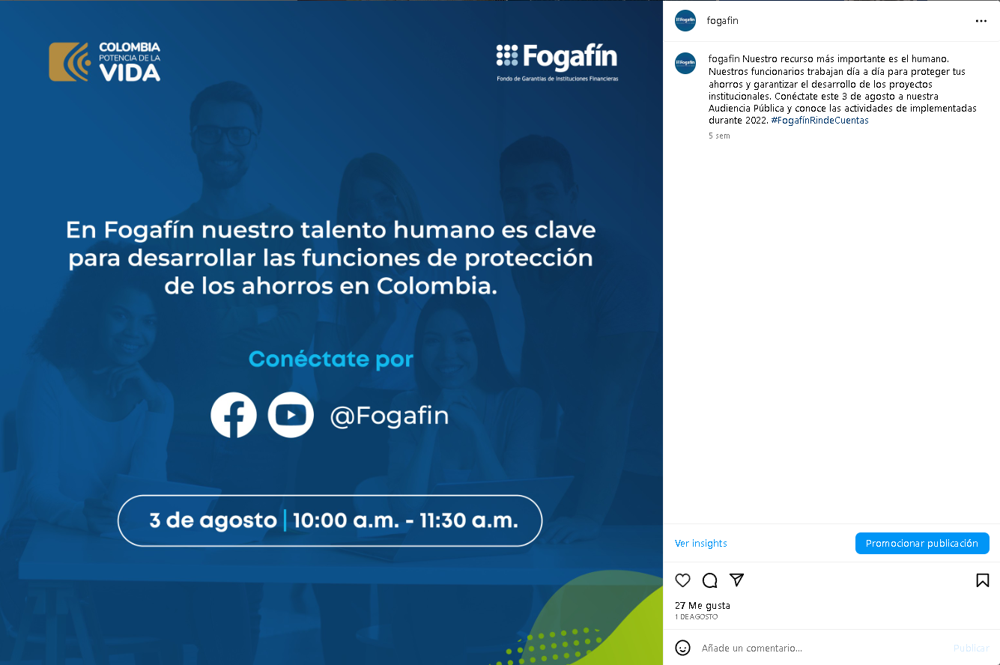 COLOMBIA
POTENCIA DE LA
VIDA
Fogafín
Fondo de Garantías de Instituciones Financieras
En Fogafín nuestro talento humano es clave
para desarrollar las funciones de protección
de los ahorros en Colombia.
Conéctate por
@Fogafin
3 de agosto | 10:00 a.m. - 11:30 a.m.
Fogafín
fogafin
Fogafín
fogafin Nuestro recurso más importante es el humano.
Nuestros funcionarios trabajan día a día para proteger tus
ahorros y garantizar el desarrollo de los proyectos
institucionales. Conéctate este 3 de agosto a nuestra
Audiencia Pública y conoce las actividades de implementadas
durante 2022. #FogafínRindeCuentas
5 sem
Ver insights
Promocionar publicación
27 Me gusta
1 DE AGOSTO
Añade un comentario...
Publicar